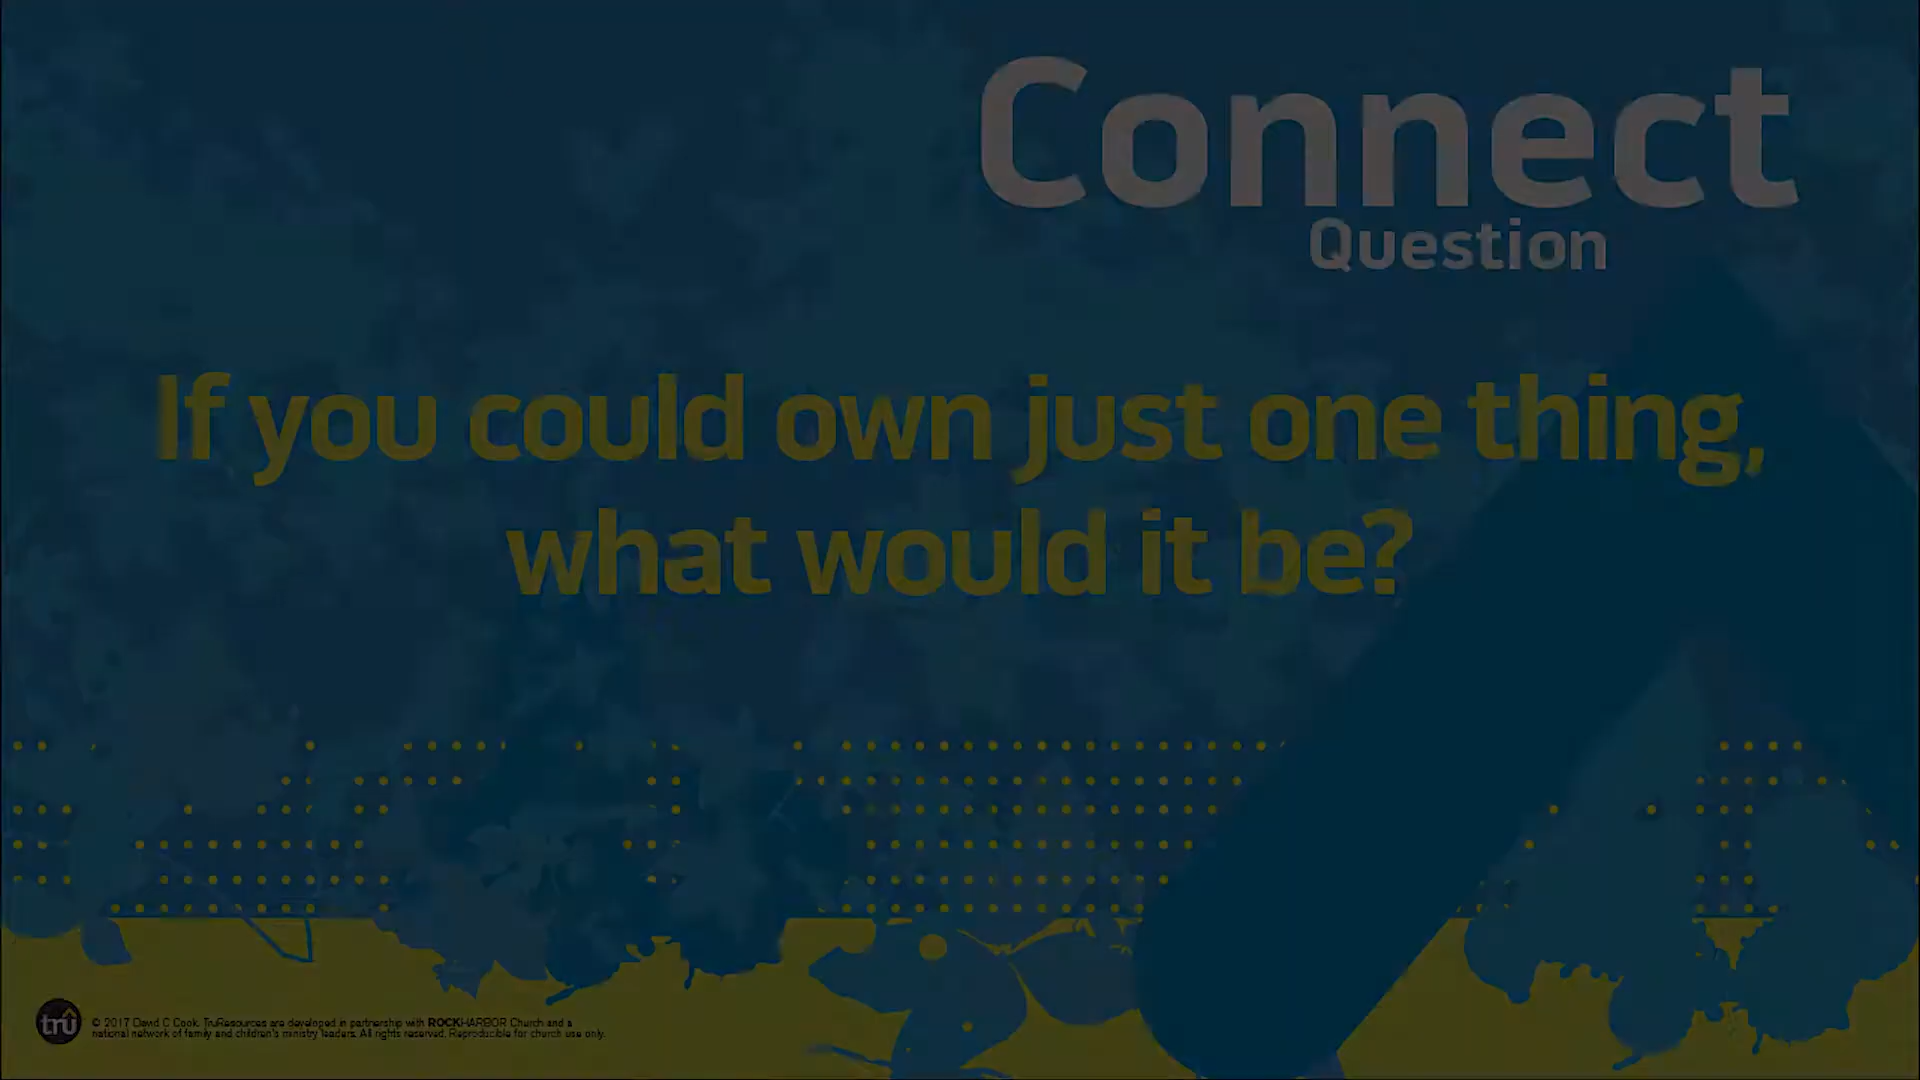 Connect
Question
If you could own just one thing,
what would it be?
trū
© 2017 David C Cook. TruResources are developed in partnership with ROCKHARBOR Church and a
national network of family and children's ministry leaders. All rights reserved. Reproducible for church use only.